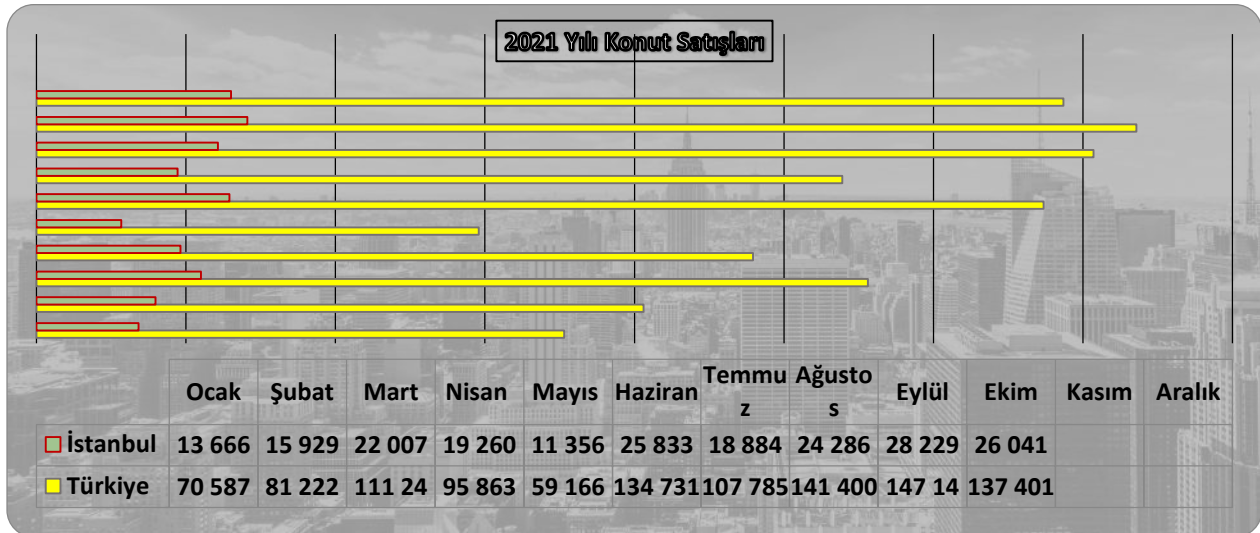 2021 Yılı Konut Satışları
Ocak Şubat Mart Nisan Mayıs Haziran Temmuz Ağustos Eylül Ekim Kasım Aralık
İstanbul 13 666 15 929 22 007 19 260 11 356 25 833 18 884 24 286 28 229 26 041
Türkiye 70 587 81 222 111 24 95 863 59 166 134 731 107 785 141 400 147 14 137 401